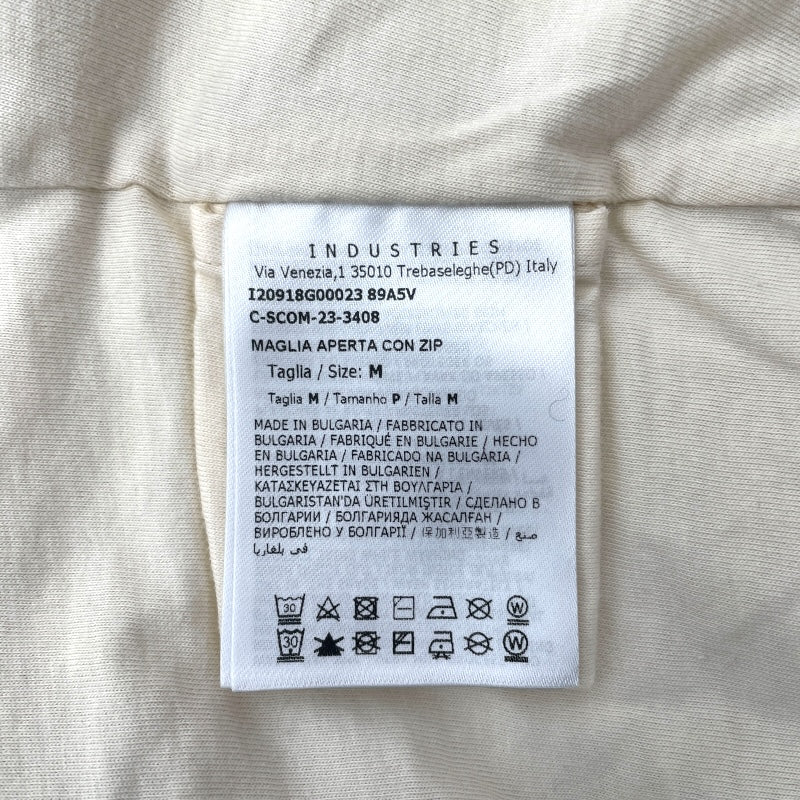 INDUSTRIES
Via Venezia,1 35010 Trebaseleghe(PD) Italy
I20918G00023 89A5V
C-SCOM-23-3408
MAGLIA APERTA CON ZIP
Taglia / Size: M
Taglia M / Tamanho P / Talla M
MADE IN BULGARIA / FABBRICATO IN
BULGARIA / FABRIQUÉ EN BULGARIE / HECHO
EN BULGARIA / FABRICADO NA BULGÁRIA /
HERGESTELLT IN BULGARIEN /
ΚΑΤΑΣΚΕΥΑΖΕΤΑΙ ΣΤΗ ΒΟΥΛΓΑΡΙΑ /
BULGARISTAN'DA ÜRETILMIŞTIR / СДЕЛАНО В
БОЛГАРИИ / БОЛГАРИЯДА ЖАСАЛҒАН /
ВИРОБЛЕНО У БОЛГАРІЇ / 保加利亞製造 / صنع
في بلغاريا
30 W
30 W